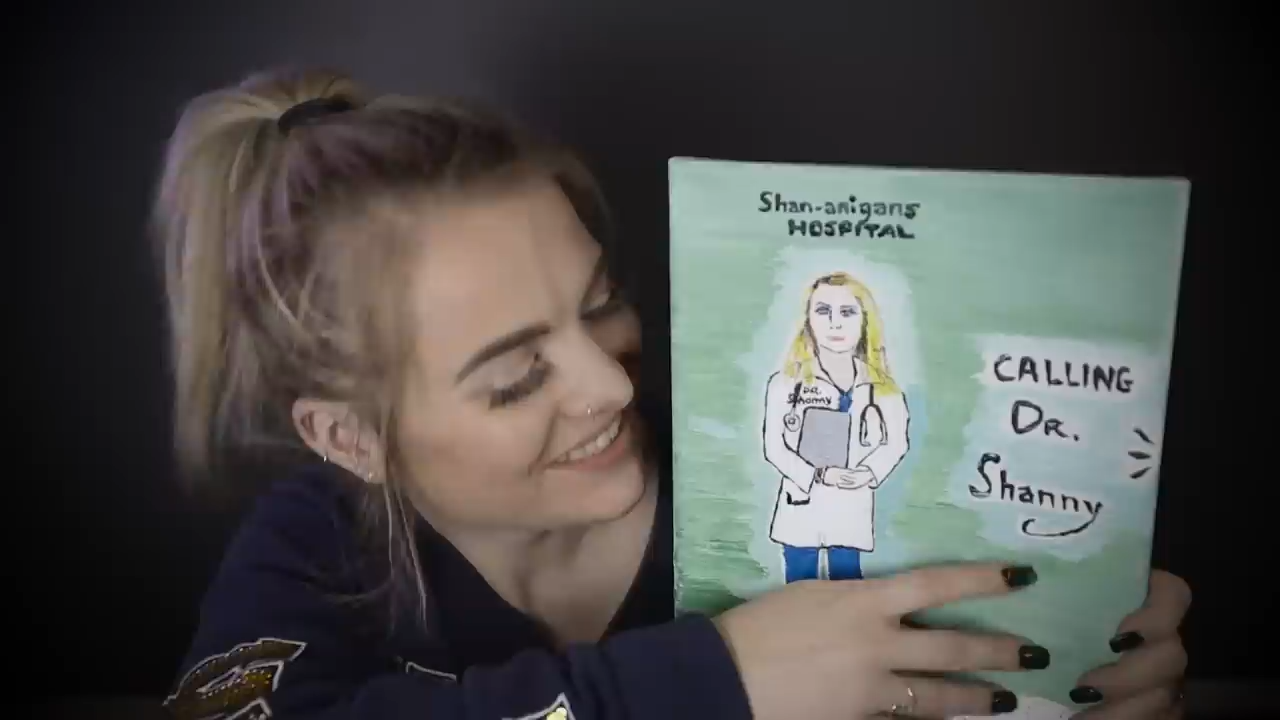 Shan-anigans
HOSPITAL
DR.
Shanny
CALLING
DR.
Shanny